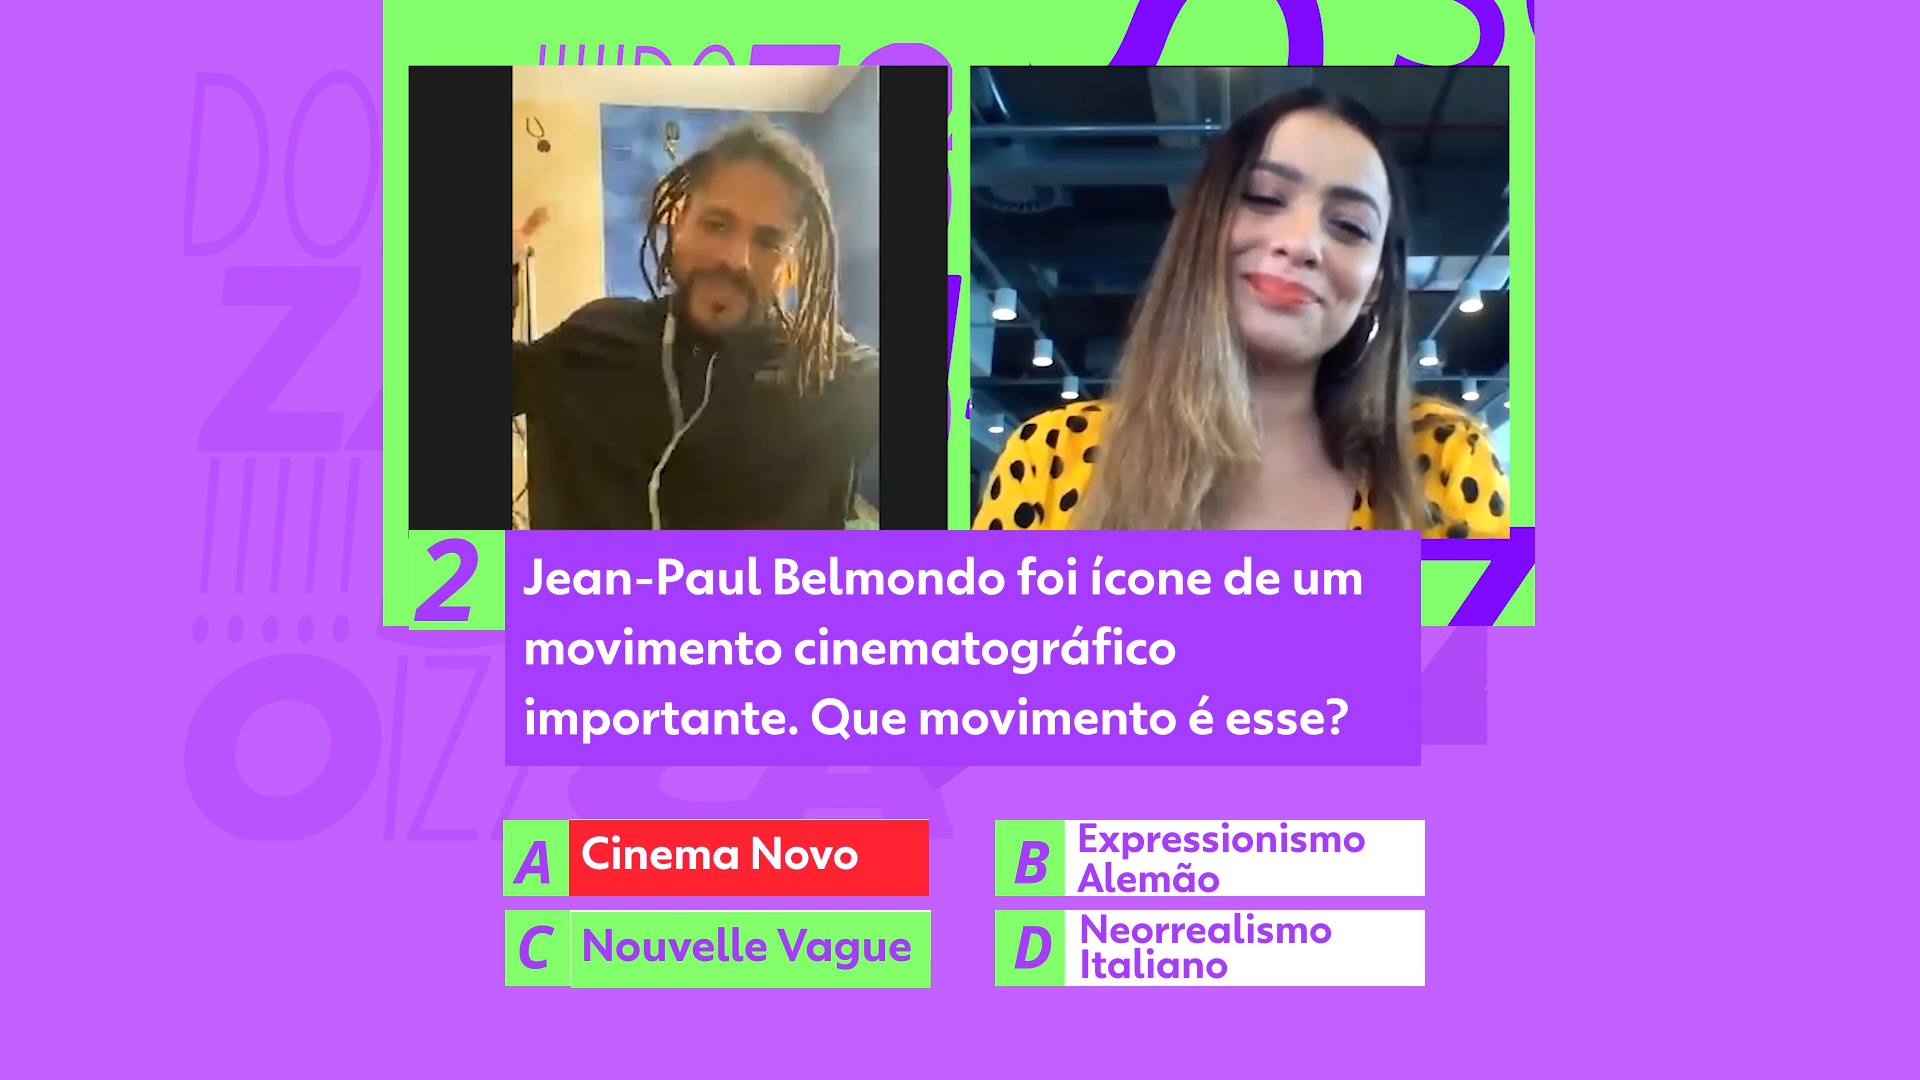 2
Jean-Paul Belmondo foi ícone de um
movimento cinematográfico
importante. Que movimento é esse?
A Cinema Novo
B Expressionismo
Alemão
C Nouvelle Vague
D Neorrealismo
Italiano